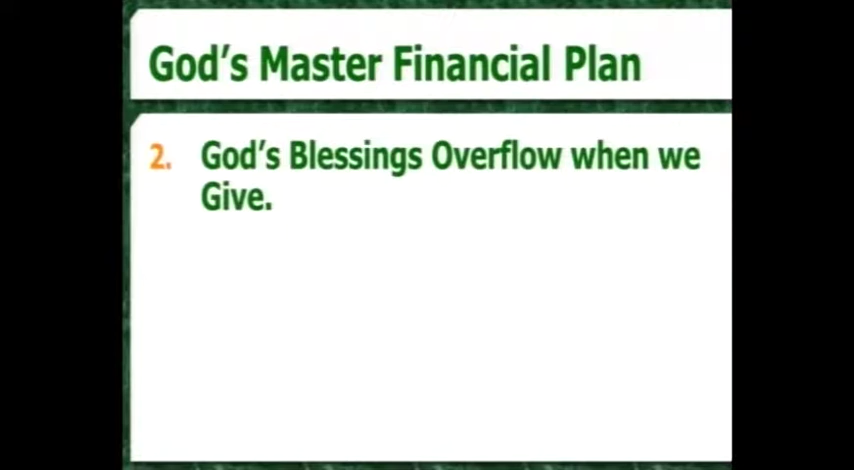 God's Master Financial Plan
2. God's Blessings Overflow when we
Give.